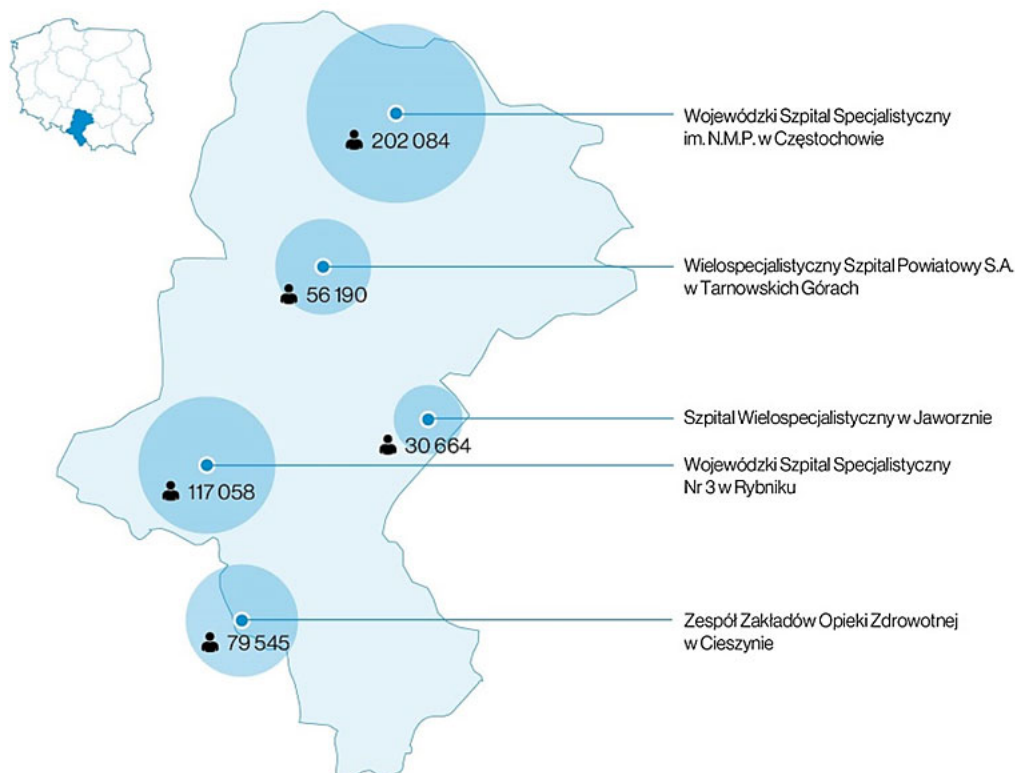 202 084
Wojewódzki Szpital Specjalistyczny
im. N.M.P. w Częstochowie
56 190
Wielospecjalistyczny Szpital Powiatowy S.A.
w Tarnowskich Górach
30 664
Szpital Wielospecjalistyczny w Jaworznie
117 058
Wojewódzki Szpital Specjalistyczny
Nr 3 w Rybniku
79 545
Zespół Zakładów Opieki Zdrowotnej
w Cieszynie